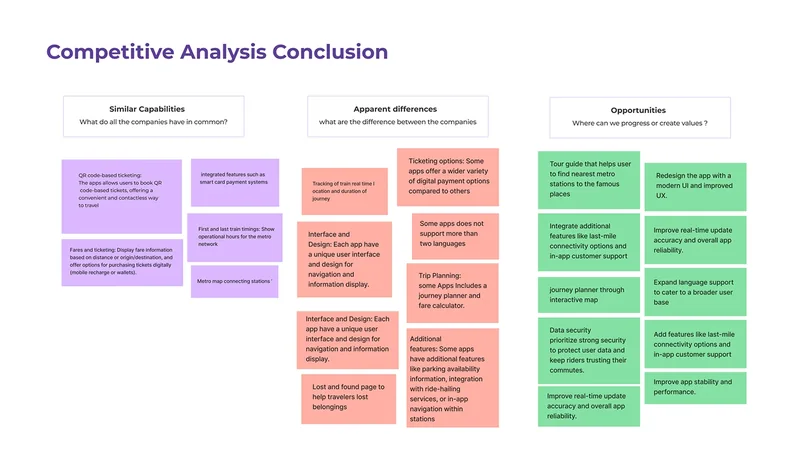 Competitive Analysis Conclusion
Similar Capabilities
What do all the companies have in common?
QR code-based ticketing:
The apps allows users to book QR
code-based tickets, offering a
convenient and contactless way
to travel
integrated features such as
smart card payment systems
First and last train timings: Show
operational hours for the metro
network
Fares and ticketing: Display fare information
based on distance or origin/destination, and
offer options for purchasing tickets digitally
(mobile recharge or wallets).
Metro map connecting stations '
Apparent differences
what are the difference between the companies
Tracking of train real time l
ocation and duration of
journey
Ticketing options: Some
apps offer a wider variety
of digital payment options
compared to others
Interface and
Design: Each app have
a unique user interface
and design for
navigation and
information display.
Some apps does not
support more than
two languages
Trip Planning:
some Apps Includes a
journey planner and
fare calculator.
Interface and Design: Each
app have a unique user
interface and design for
navigation and information
display.
Additional
features: Some apps
have additional features
like parking availability
information, integration
with ride-hailing
services, or in-app
navigation within
stations
Lost and found page to
help travelers lost
belongings
Opportunities
Where can we progress or create values ?
Tour guide that helps user
to find nearest metro
stations to the famous
places
Redesign the app with a
modern UI and improved
UX.
Integrate additional
features like last-mile
connectivity options and
in-app customer support
Improve real-time update
accuracy and overall app
reliability.
journey planner through
interactive map
Expand language support
to cater to a broader user
base
Data security
prioritize strong security
to protect user data and
keep riders trusting their
commutes.
Add features like last-mile
connectivity options and
in-app customer support
Improve real-time update
accuracy and overall app
reliability.
Improve app stability and
performance.